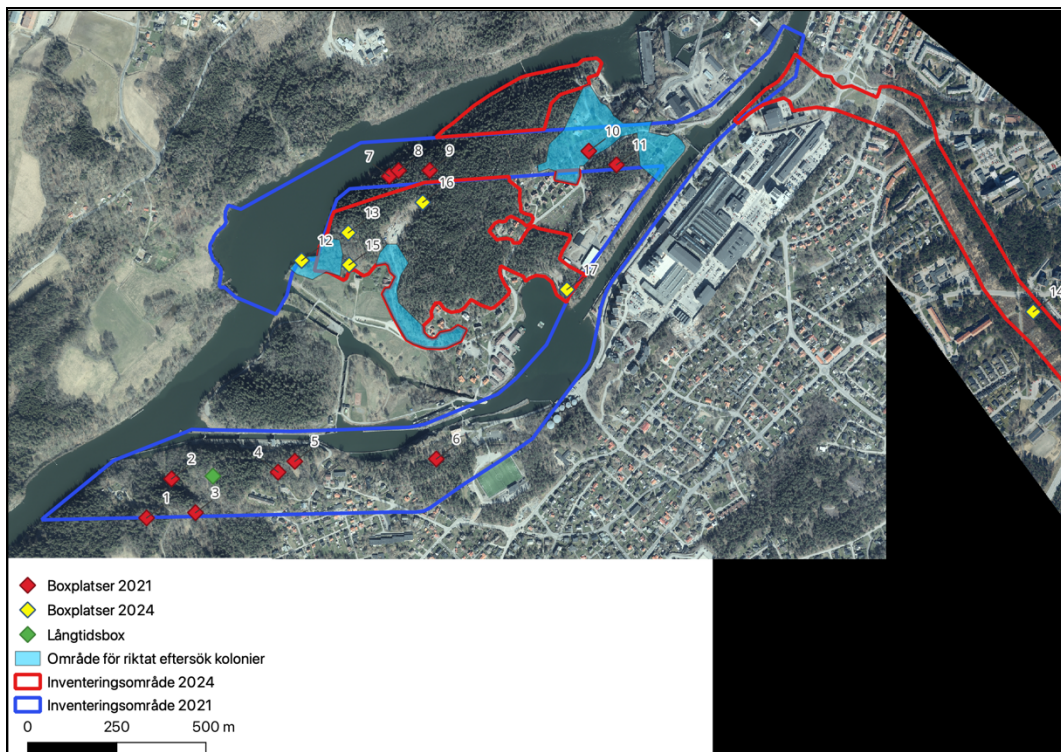 10
8
9
11
7
16
13
12
15
17
14
5
6
2
4
1
3
Boxplatser 2021
Boxplatser 2024
Långtidsbox
Område för riktat eftersök kolonier
Inventeringsområde 2024
Inventeringsområde 2021
0 250 500 m